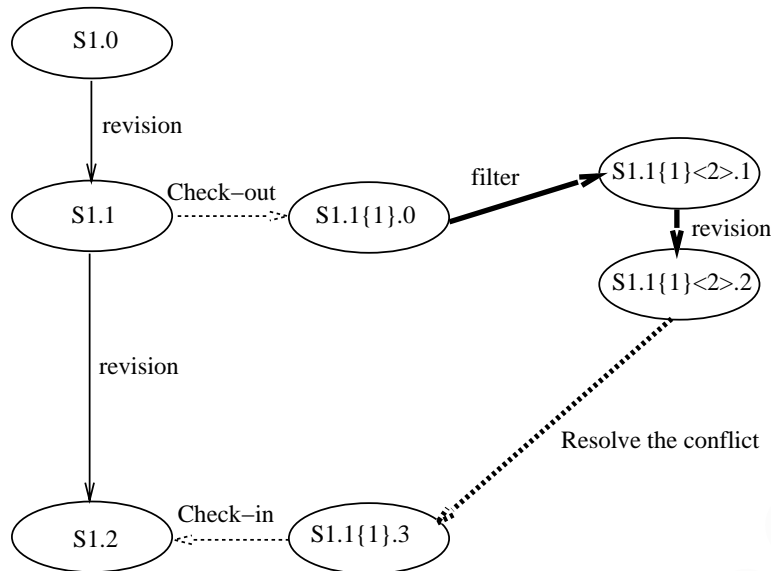 S1.0
revision
S1.1
Check−out
S1.1{1}.0
filter
S1.1{1}<2>.1
revision
S1.1{1}<2>.2
revision
Resolve the conflict
S1.2
Check−in
S1.1{1}.3